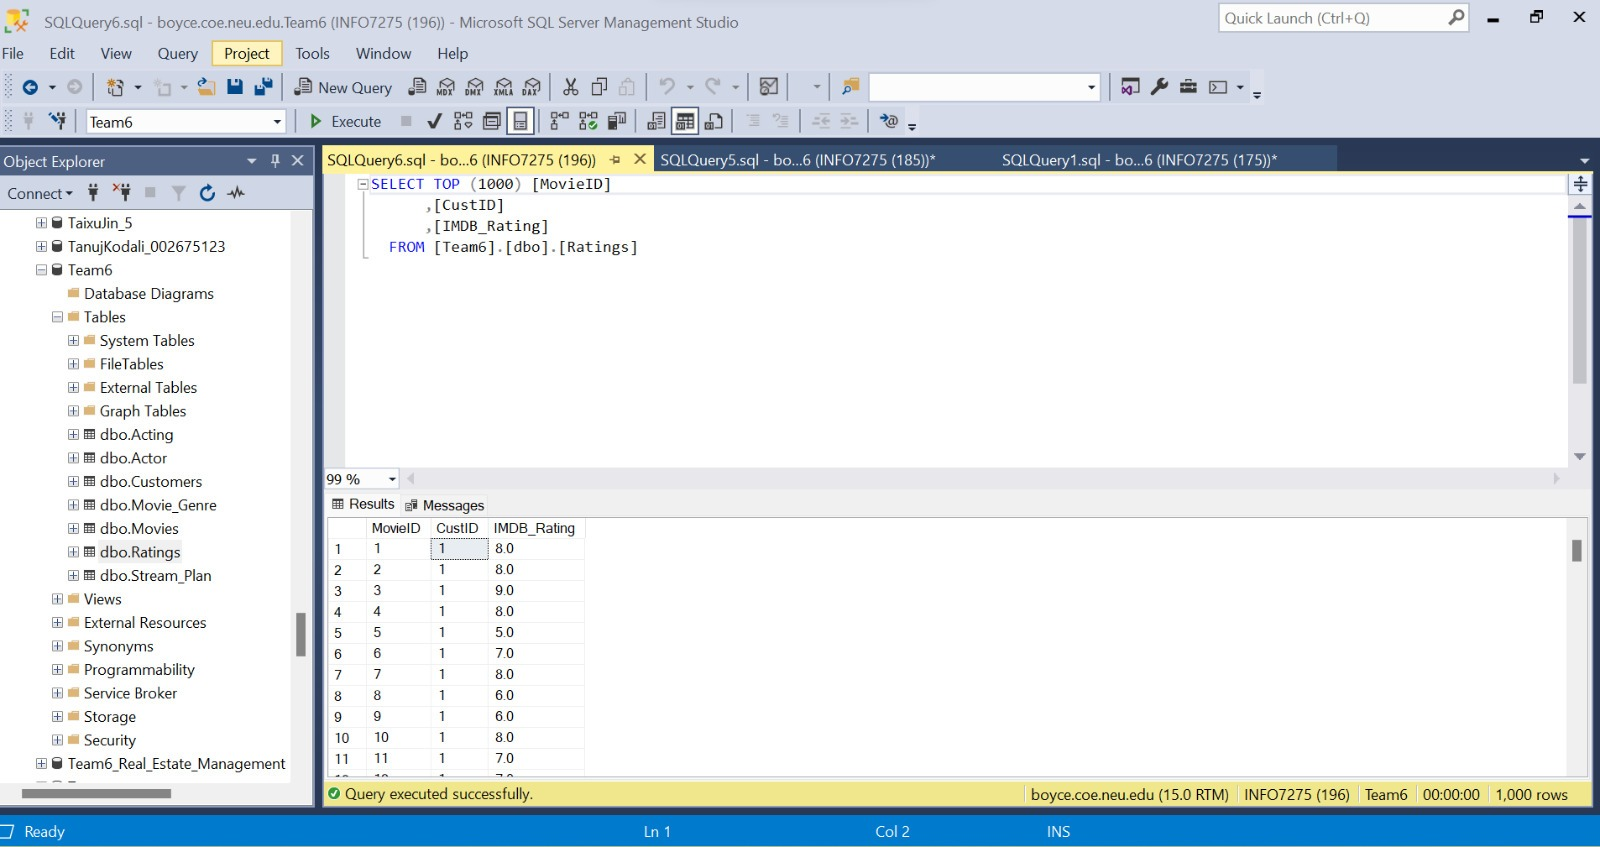 SQLQuery6.sql - boyce.coe.neu.edu.Team6 (INFO7275 (196)) - Microsoft SQL Server Management Studio
Quick Launch (Ctrl+Q)
File Edit View Query Project Tools Window Help
New Query MDX DMX XMLA DAX
Team6 Execute
Object Explorer
Connect
TaixuJin_5
TanujKodali_002675123
Team6
Database Diagrams
Tables
System Tables
FileTables
External Tables
Graph Tables
dbo.Acting
dbo.Actor
dbo.Customers
dbo.Movie_Genre
dbo.Movies
dbo.Ratings
dbo.Stream_Plan
Views
External Resources
Synonyms
Programmability
Service Broker
Storage
Security
Team6_Real_Estate_Management
SQLQuery6.sql - bo...6 (INFO7275 (196)) SQLQuery5.sql - bo...6 (INFO7275 (185))* SQLQuery1.sql - bo...6 (INFO7275 (175))*
SELECT TOP (1000) [MovieID]
,[CustID]
,[IMDB_Rating]
FROM [Team6].[dbo].[Ratings]
99 %
Results Messages
MovieID CustID IMDB_Rating
1 1 1 8.0
2 2 1 8.0
3 3 1 9.0
4 4 1 8.0
5 5 1 5.0
6 6 1 7.0
7 7 1 8.0
8 8 1 6.0
9 9 1 6.0
10 10 1 8.0
11 11 1 7.0
Query executed successfully. boyce.coe.neu.edu (15.0 RTM) INFO7275 (196) Team6 00:00:00 1,000 rows
Ready Ln 1 Col 2 INS